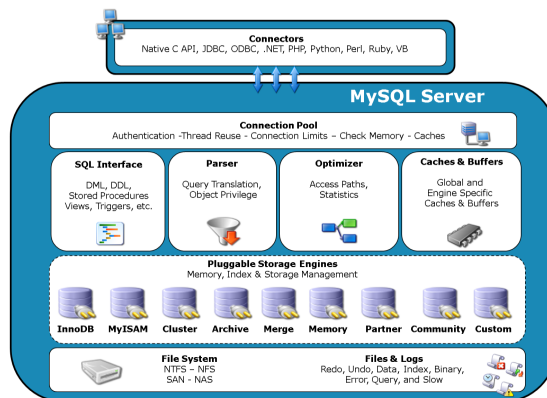 Connectors
Native C API, JDBC, ODBC, .NET, PHP, Python, Perl, Ruby, VB
MySQL Server
Connection Pool
Authentication -Thread Reuse - Connection Limits – Check Memory - Caches
SQL Interface
DML, DDL,
Stored Procedures
Views, Triggers, etc.
Parser
Query Translation,
Object Privilege
Optimizer
Access Paths,
Statistics
Caches & Buffers
Global and
Engine Specific
Caches & Buffers
Pluggable Storage Engines
Memory, Index & Storage Management
InnoDB
MyISAM
Cluster
Archive
Merge
Memory
Partner
Community
Custom
File System
NTFS – NFS
SAN - NAS
Files & Logs
Redo, Undo, Data, Index, Binary,
Error, Query, and Slow